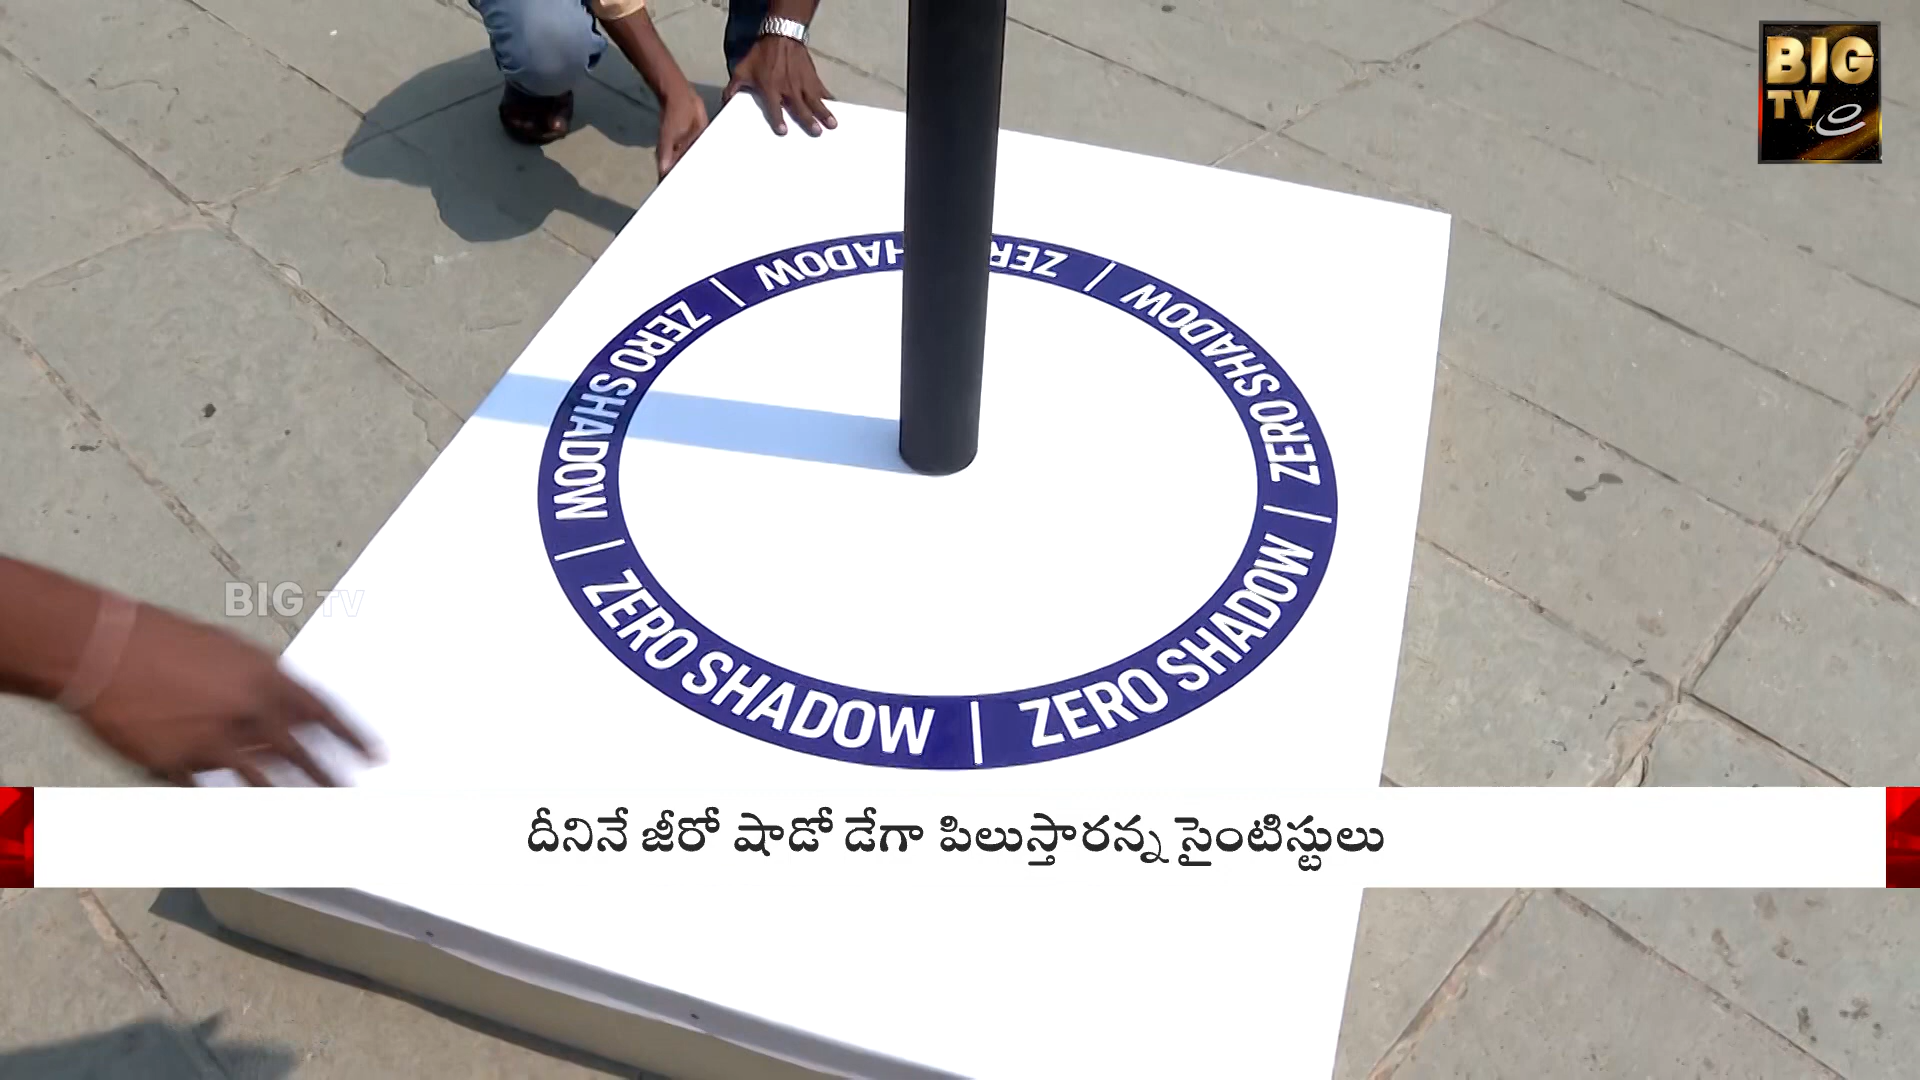 BIG
TV
ZERO SHADOW | ZERO SHADOW | ZERO SHADOW | ZERO SHADOW | ZERO SHADOW |
BIG TV
దీనినే జీరో షాడో డేగా పిలుస్తారన్న సైంటిస్టులు